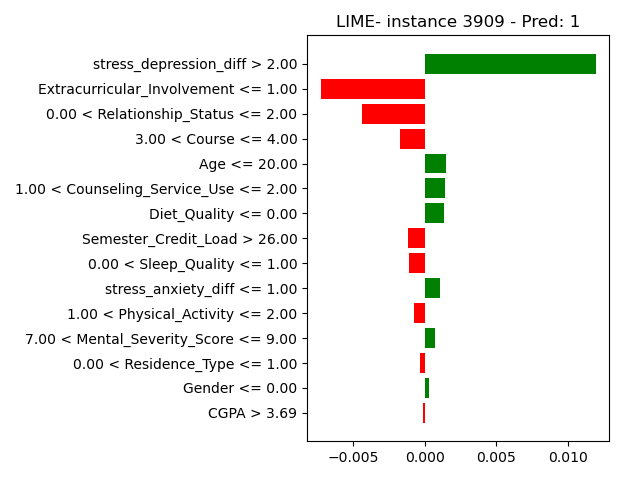 LIME- instance 3909 - Pred: 1
stress_depression_diff > 2.00
Extracurricular_Involvement <= 1.00
0.00 < Relationship_Status <= 2.00
3.00 < Course <= 4.00
Age <= 20.00
1.00 < Counseling_Service_Use <= 2.00
Diet_Quality <= 0.00
Semester_Credit_Load > 26.00
0.00 < Sleep_Quality <= 1.00
stress_anxiety_diff <= 1.00
1.00 < Physical_Activity <= 2.00
7.00 < Mental_Severity_Score <= 9.00
0.00 < Residence_Type <= 1.00
Gender <= 0.00
CGPA > 3.69
−0.005 0.000 0.005 0.010